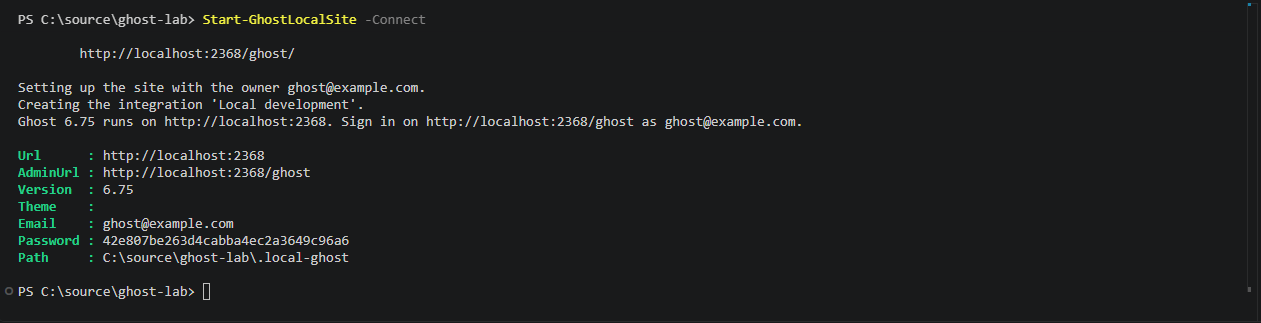 PS C:\source\ghost-lab> Start-GhostLocalSite -Connect
http://localhost:2368/ghost/
Setting up the site with the owner ghost@example.com.
Creating the integration 'Local development'.
Ghost 6.75 runs on http://localhost:2368. Sign in on http://localhost:2368/ghost as ghost@example.com.
Url      : http://localhost:2368
AdminUrl : http://localhost:2368/ghost
Version  : 6.75
Theme    :
Email    : ghost@example.com
Password : 42e807be263d4cabba4ec2a3649c96a6
Path     : C:\source\ghost-lab\.local-ghost
PS C:\source\ghost-lab>